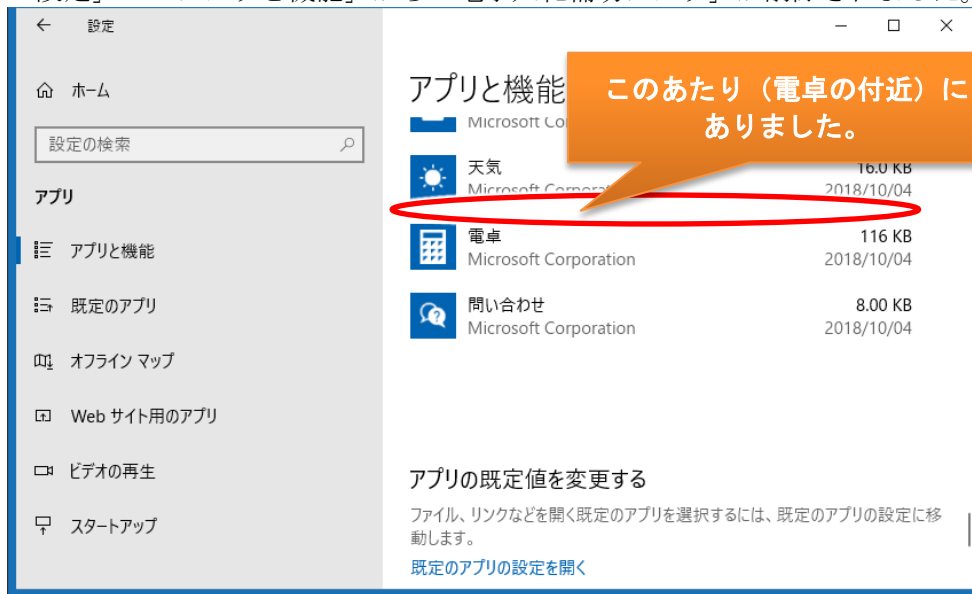 設定
ホーム
設定の検索
アプリ
アプリと機能
既定のアプリ
オフライン マップ
Web サイト用のアプリ
ビデオの再生
スタートアップ
アプリと機能
このあたり（電卓の付近）に
ありました。
Microsoft
天気
16.0 KB
Microsoft
2018/10/04
電卓
116 KB
Microsoft Corporation
2018/10/04
問い合わせ
8.00 KB
Microsoft Corporation
2018/10/04
アプリの既定値を変更する
ファイル、リンクなどを開く既定のアプリを選択するには、既定のアプリの設定に移
動します。
既定のアプリの設定を開く